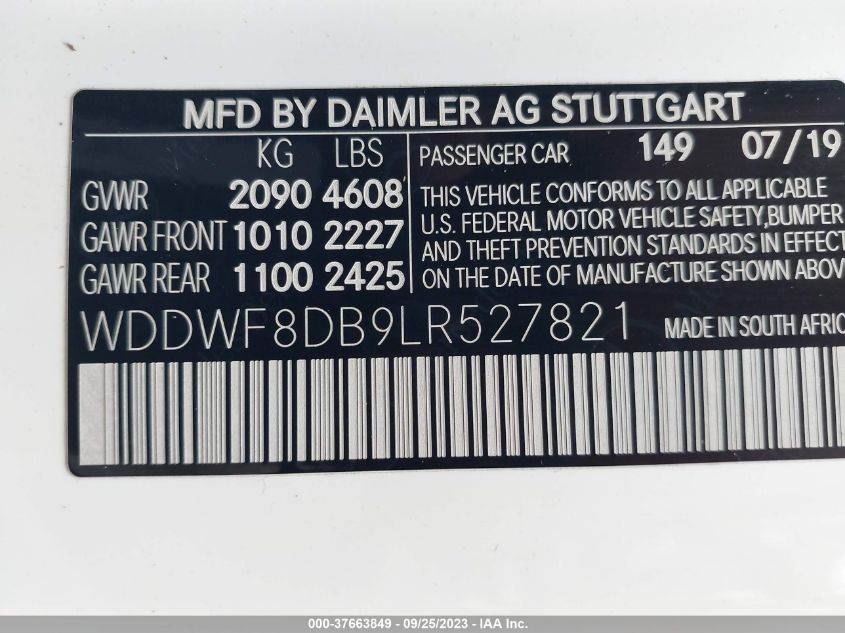 MFD BY DAIMLER AG STUTTGART
KG LBS
GVWR 2090 4608
GAWR FRONT 1010 2227
GAWR REAR 1100 2425
PASSENGER CAR 149 07/19
THIS VEHICLE CONFORMS TO ALL APPLICABLE
U.S. FEDERAL MOTOR VEHICLE SAFETY,BUMPER
AND THEFT PREVENTION STANDARDS IN EFFECT
ON THE DATE OF MANUFACTURE SHOWN ABOV
WDDWF8DB9LR527821 MADE IN SOUTH AFRIC
000-37663849 - 09/25/2023 - IAA Inc.